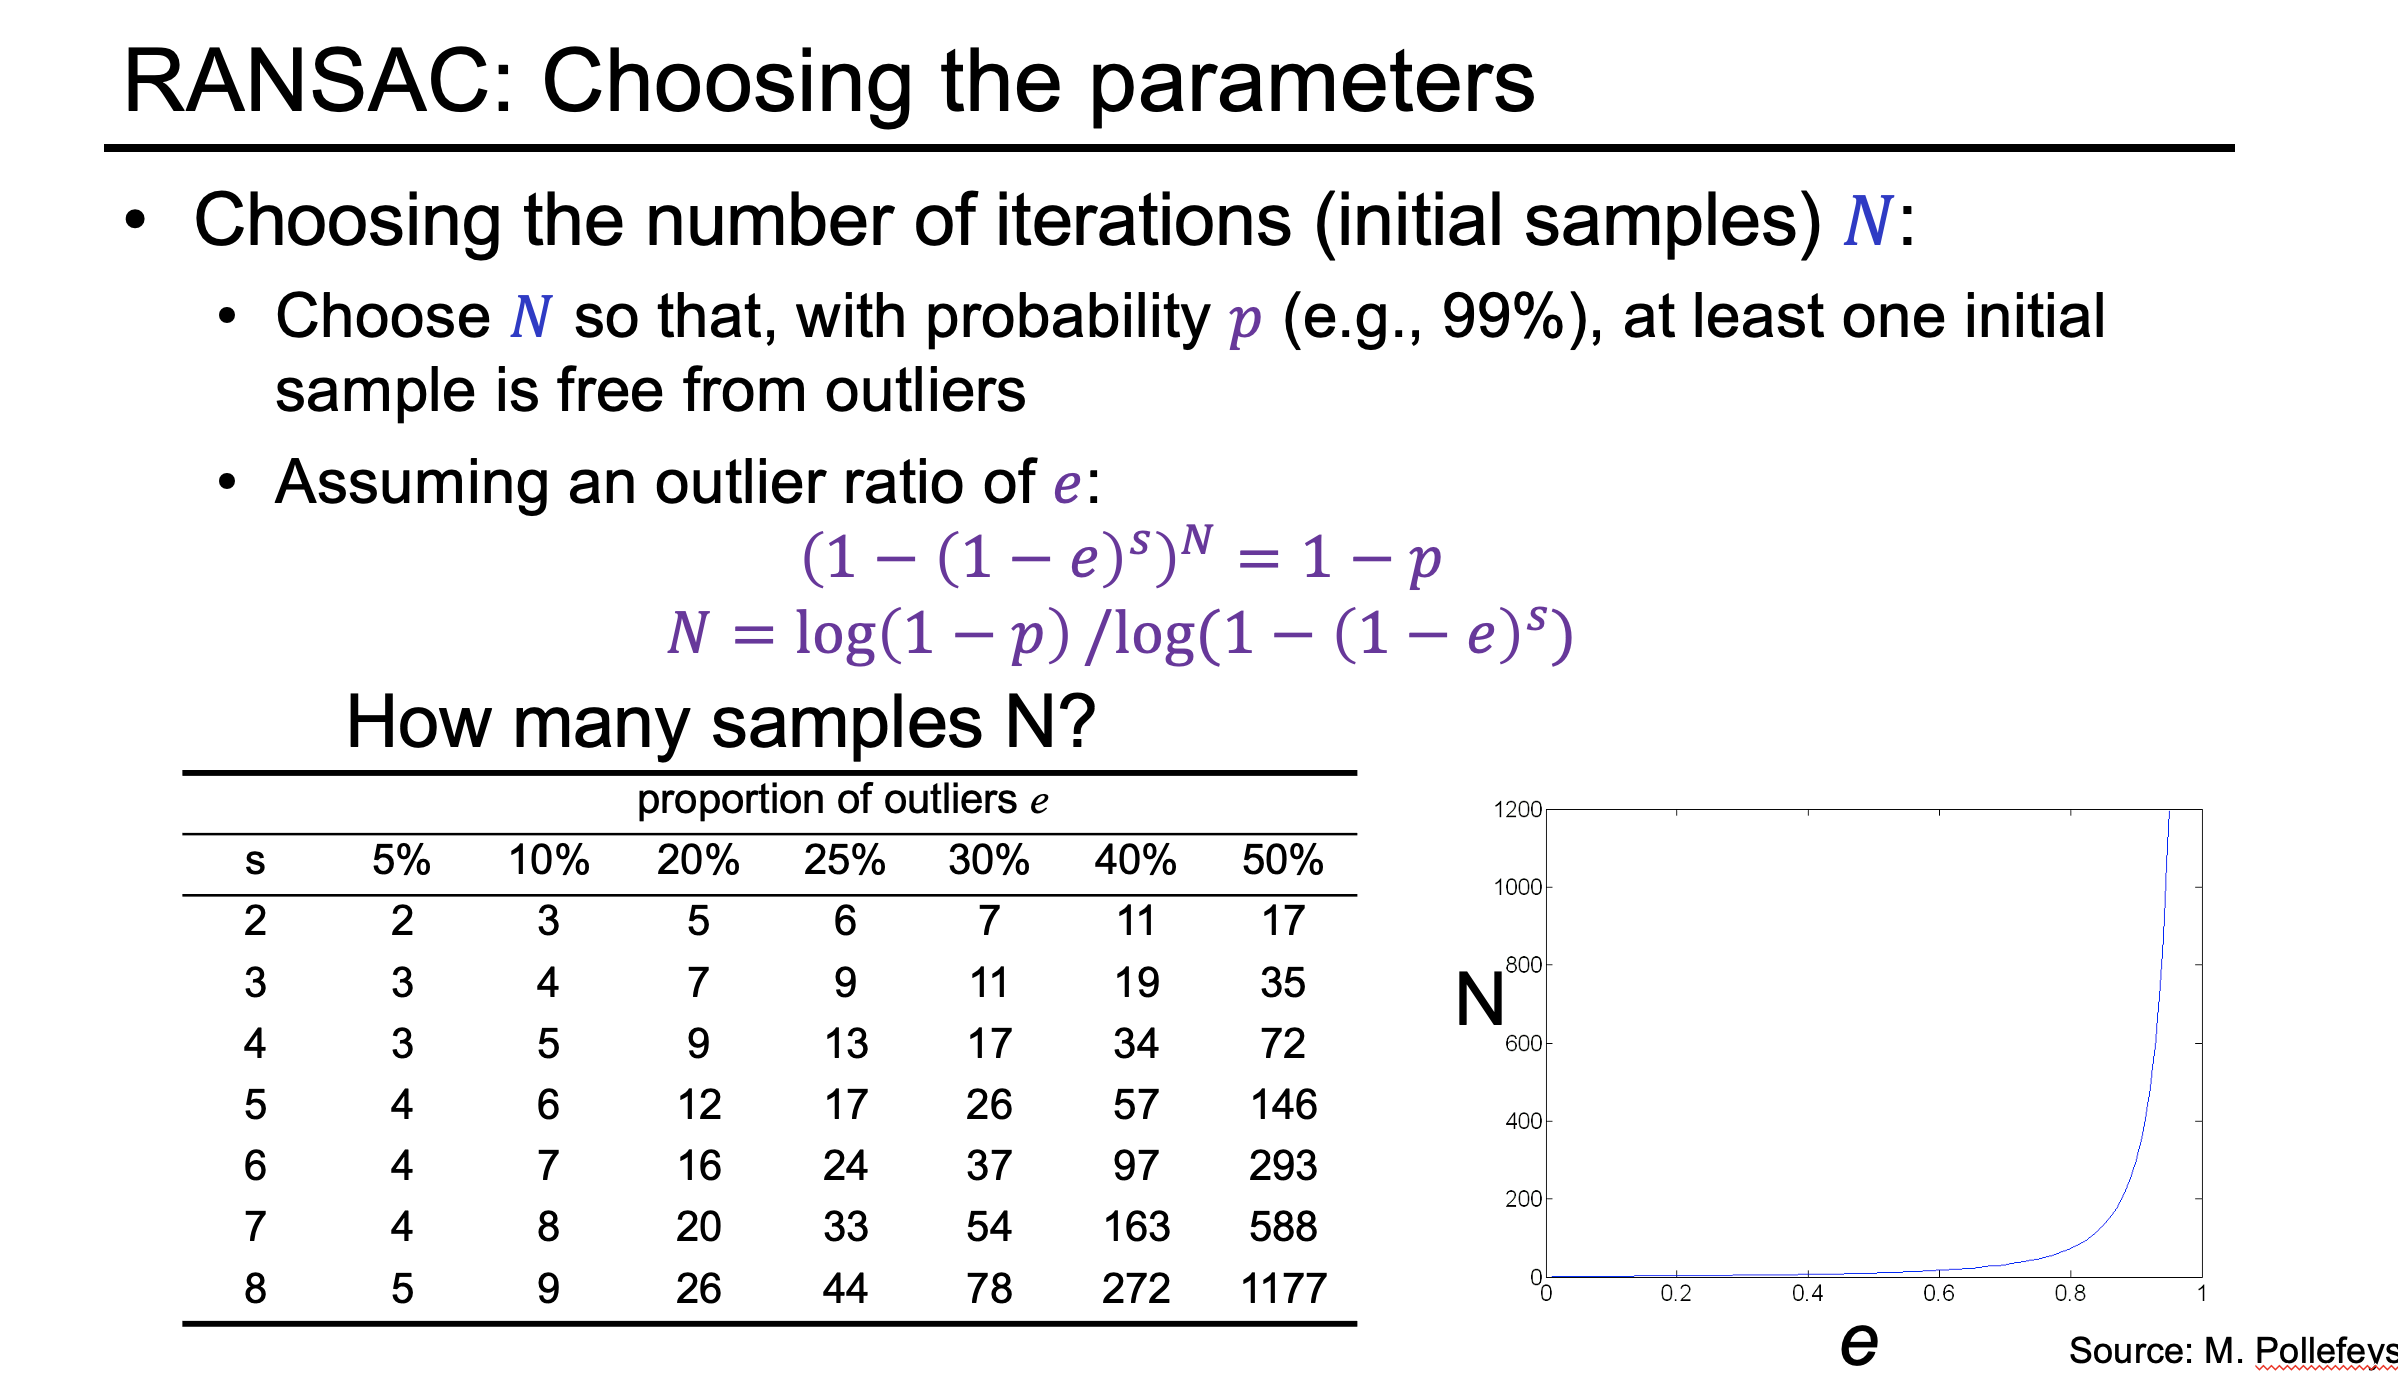 RANSAC: Choosing the parameters
• Choosing the number of iterations (initial samples) N:
• Choose N so that, with probability p (e.g., 99%), at least one initial
sample is free from outliers
• Assuming an outlier ratio of e:
(1 − (1 − e)^s)^N = 1 − p
N = log(1 − p) /log(1 − (1 − e)^s)
How many samples N?
proportion of outliers e
s 5% 10% 20% 25% 30% 40% 50%
2 2 3 5 6 7 11 17
3 3 4 7 9 11 19 35
4 3 5 9 13 17 34 72
5 4 6 12 17 26 57 146
6 4 7 16 24 37 97 293
7 4 8 20 33 54 163 588
8 5 9 26 44 78 272 1177
1200
1000
800
N
600
400
200
0
0 0.2 0.4 0.6 0.8 1
e
Source: M. Pollefeys